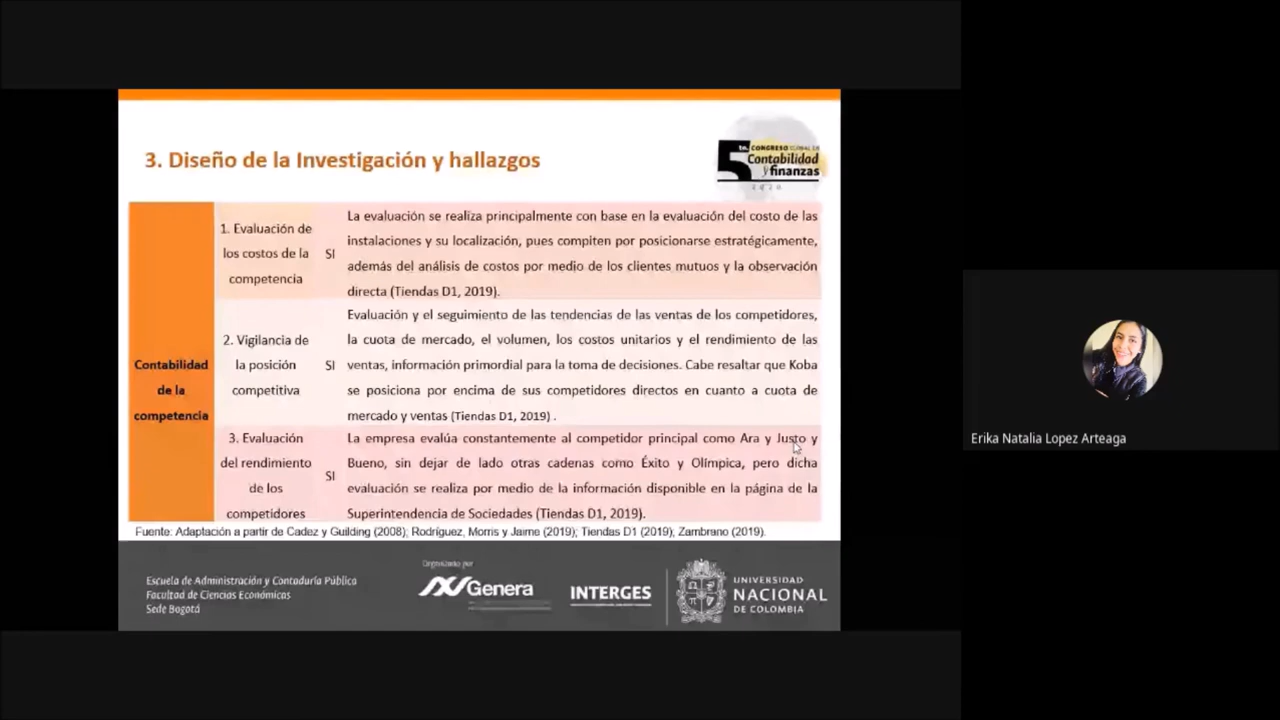 3. Diseño de la Investigación y hallazgos
5to. CONGRESO GLOBAL DE
Contabilidad
y finanzas
2020
Contabilidad
de la
competencia
1. Evaluación de
los costos de la
competencia
SI
La evaluación se realiza principalmente con base en la evaluación del costo de las
instalaciones y su localización, pues compiten por posicionarse estratégicamente,
además del análisis de costos por medio de los clientes mutuos y la observación
directa (Tiendas D1, 2019).
2. Vigilancia de
la posición
competitiva
SI
Evaluación y el seguimiento de las tendencias de las ventas de los competidores,
la cuota de mercado, el volumen, los costos unitarios y el rendimiento de las
ventas, información primordial para la toma de decisiones. Cabe resaltar que Koba
se posiciona por encima de sus competidores directos en cuanto a cuota de
mercado y ventas (Tiendas D1, 2019) .
3. Evaluación
del rendimiento
de los
competidores
SI
La empresa evalúa constantemente al competidor principal como Ara y Justo y
Bueno, sin dejar de lado otras cadenas como Éxito y Olímpica, pero dicha
evaluación se realiza por medio de la información disponible en la página de la
Superintendencia de Sociedades (Tiendas D1, 2019).
Fuente: Adaptación a partir de Cadez y Guilding (2008); Rodríguez, Morris y Jaime (2019); Tiendas D1 (2019); Zambrano (2019).
Escuela de Administración y Contaduría Pública
Facultad de Ciencias Económicas
Sede Bogotá
Organizado por
Genera
INTERGES
UNIVERSIDAD
NACIONAL
DE COLOMBIA
Erika Natalia Lopez Arteaga